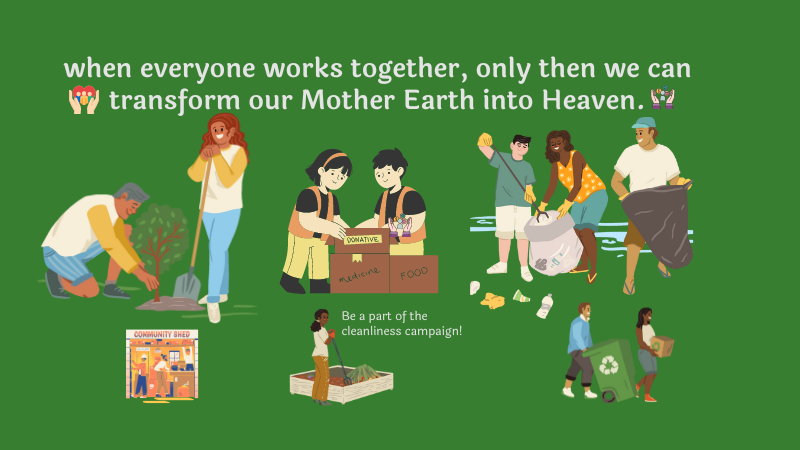 when everyone works together, only then we can
transform our Mother Earth into Heaven.
DONATIVE
medicine
FOOD
Be a part of the
cleanliness campaign!
COMMUNITY SHED